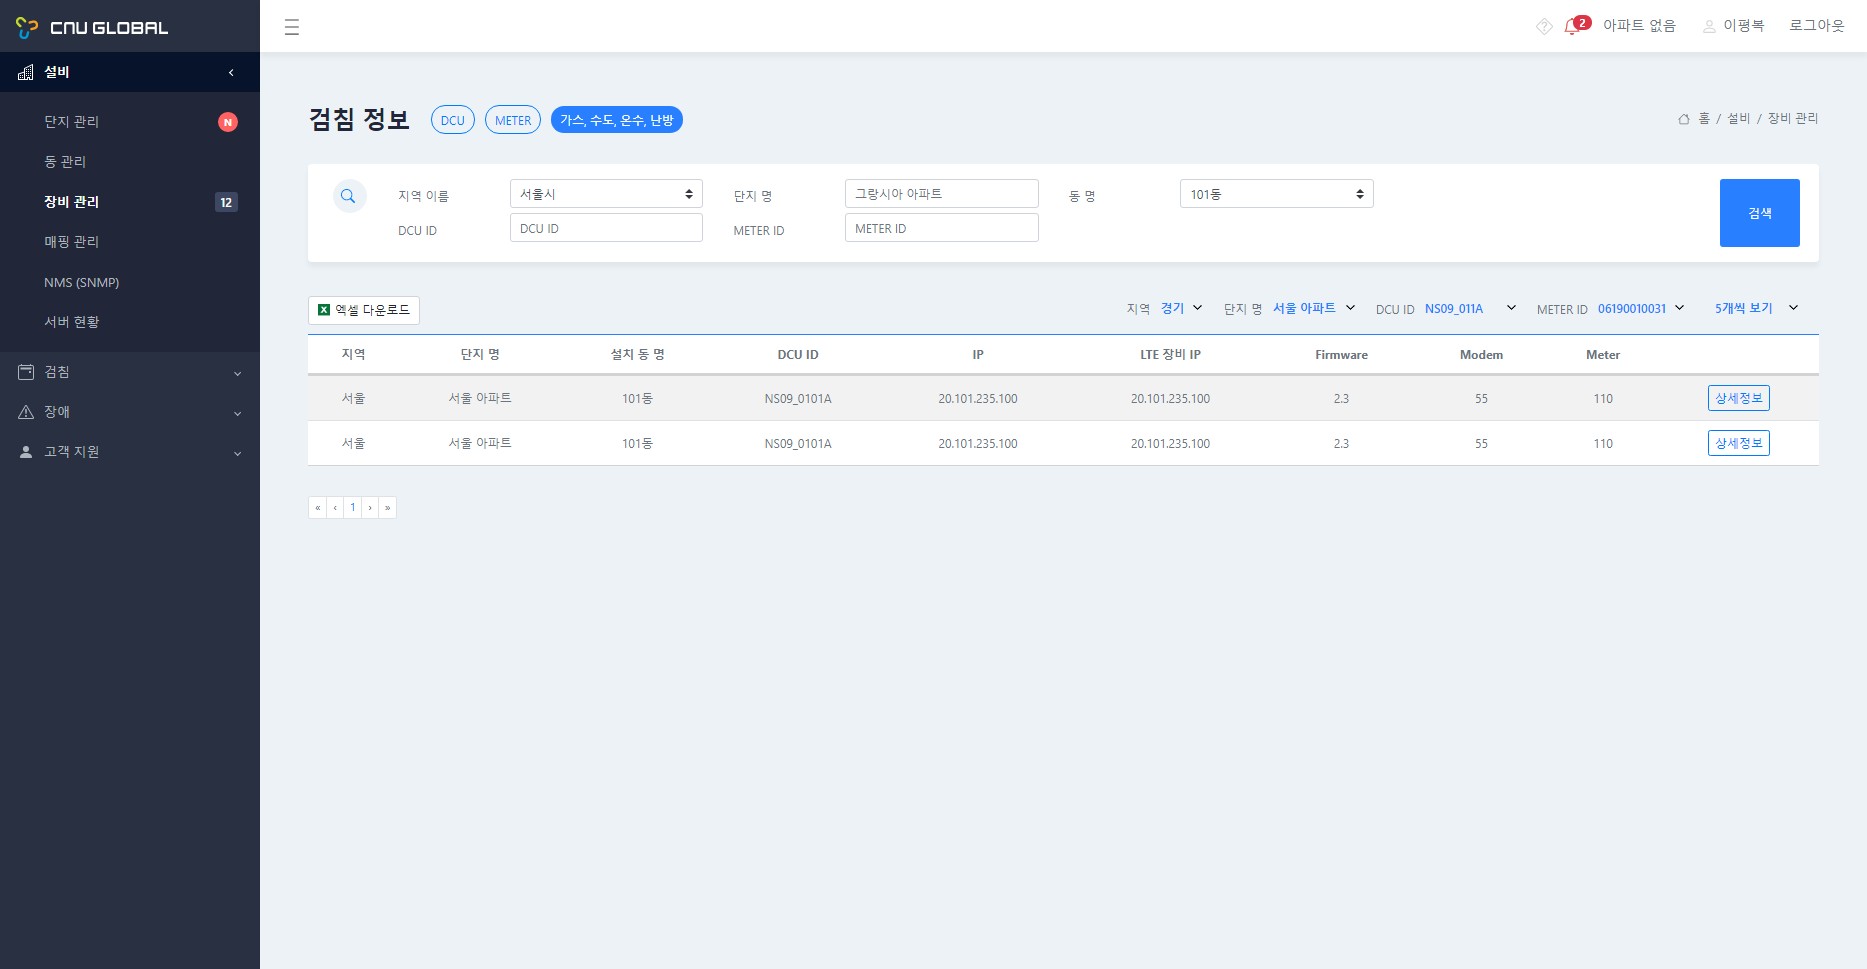 CNU GLOBAL
2
아파트 없음
이평복
로그아웃
설비
단지 관리
N
동 관리
장비 관리
12
매핑 관리
NMS (SNMP)
서버 현황
검침
장애
고객 지원
검침 정보
DCU
METER
가스, 수도, 온수, 난방
홈 / 설비 / 장비 관리
지역 이름 서울시 단지 명 그랑시아 아파트 동 명 101동
DCU ID DCU ID METER ID METER ID
검색
엑셀 다운로드
지역 경기 단지 명 서울 아파트 DCU ID NS09_011A METER ID 06190010031 5개씩 보기
지역 단지 명 설치 동 명 DCU ID IP LTE 장비 IP Firmware Modem Meter
서울 서울 아파트 101동 NS09_0101A 20.101.235.100 20.101.235.100 2.3 55 110 상세정보
서울 서울 아파트 101동 NS09_0101A 20.101.235.100 20.101.235.100 2.3 55 110 상세정보
« ‹ 1 › »